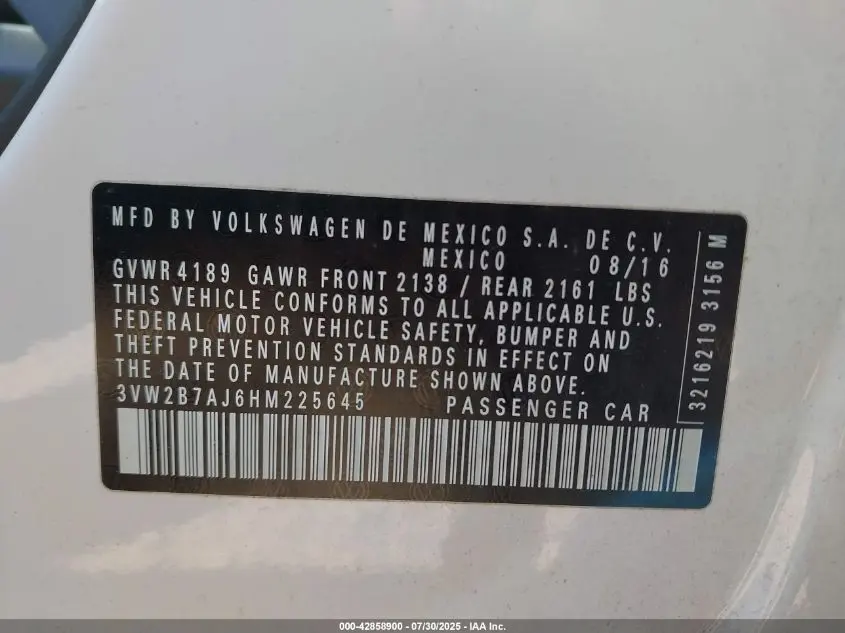 MFD BY VOLKSWAGEN DE MEXICO S.A. DE C.V.
MEXICO 08/16
GVWR 4189 GAWR FRONT 2138 / REAR 2161 LBS
THIS VEHICLE CONFORMS TO ALL APPLICABLE U.S.
FEDERAL MOTOR VEHICLE SAFETY, BUMPER AND
THEFT PREVENTION STANDARDS IN EFFECT ON
THE DATE OF MANUFACTURE SHOWN ABOVE.
3VW2B7AJ6HM225645 PASSENGER CAR
3216219 3156 M
000-42858900 - 07/30/2025 - IAA Inc.